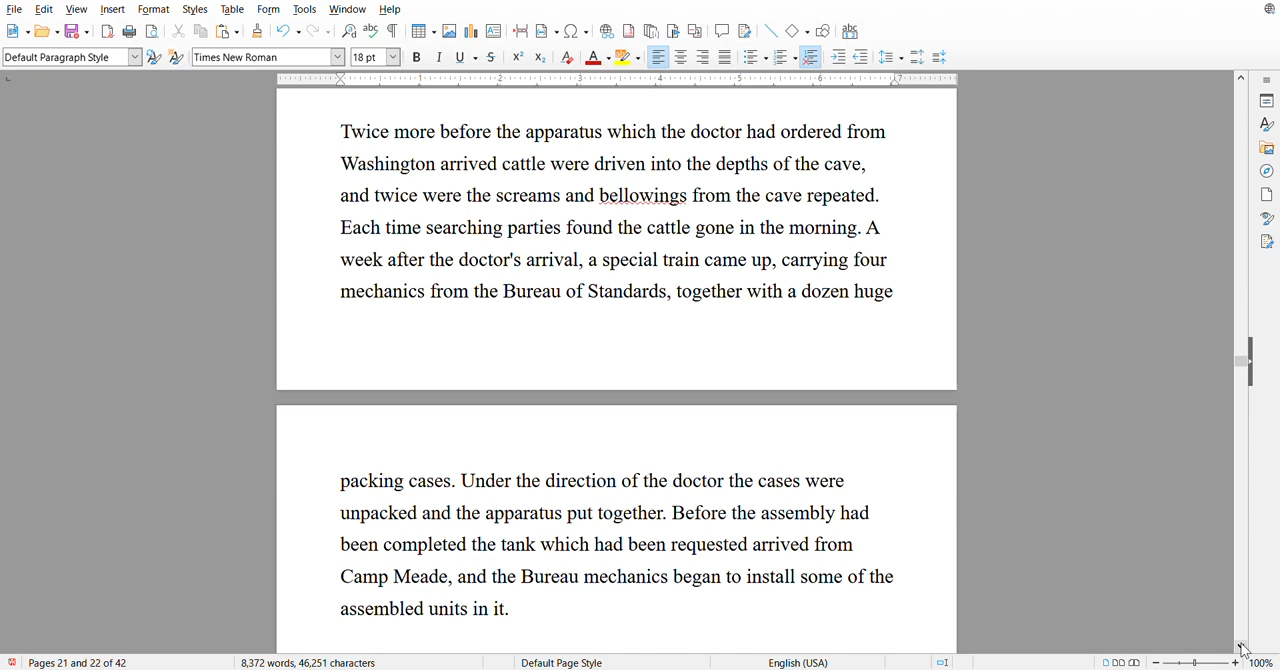 File Edit View Insert Format Styles Table Form Tools Window Help
Default Paragraph Style Times New Roman 18 pt
Twice more before the apparatus which the doctor had ordered from
Washington arrived cattle were driven into the depths of the cave,
and twice were the screams and bellowings from the cave repeated.
Each time searching parties found the cattle gone in the morning. A
week after the doctor's arrival, a special train came up, carrying four
mechanics from the Bureau of Standards, together with a dozen huge
packing cases. Under the direction of the doctor the cases were
unpacked and the apparatus put together. Before the assembly had
been completed the tank which had been requested arrived from
Camp Meade, and the Bureau mechanics began to install some of the
assembled units in it.
Pages 21 and 22 of 42 8,372 words, 46,251 characters Default Page Style English (USA) 100%